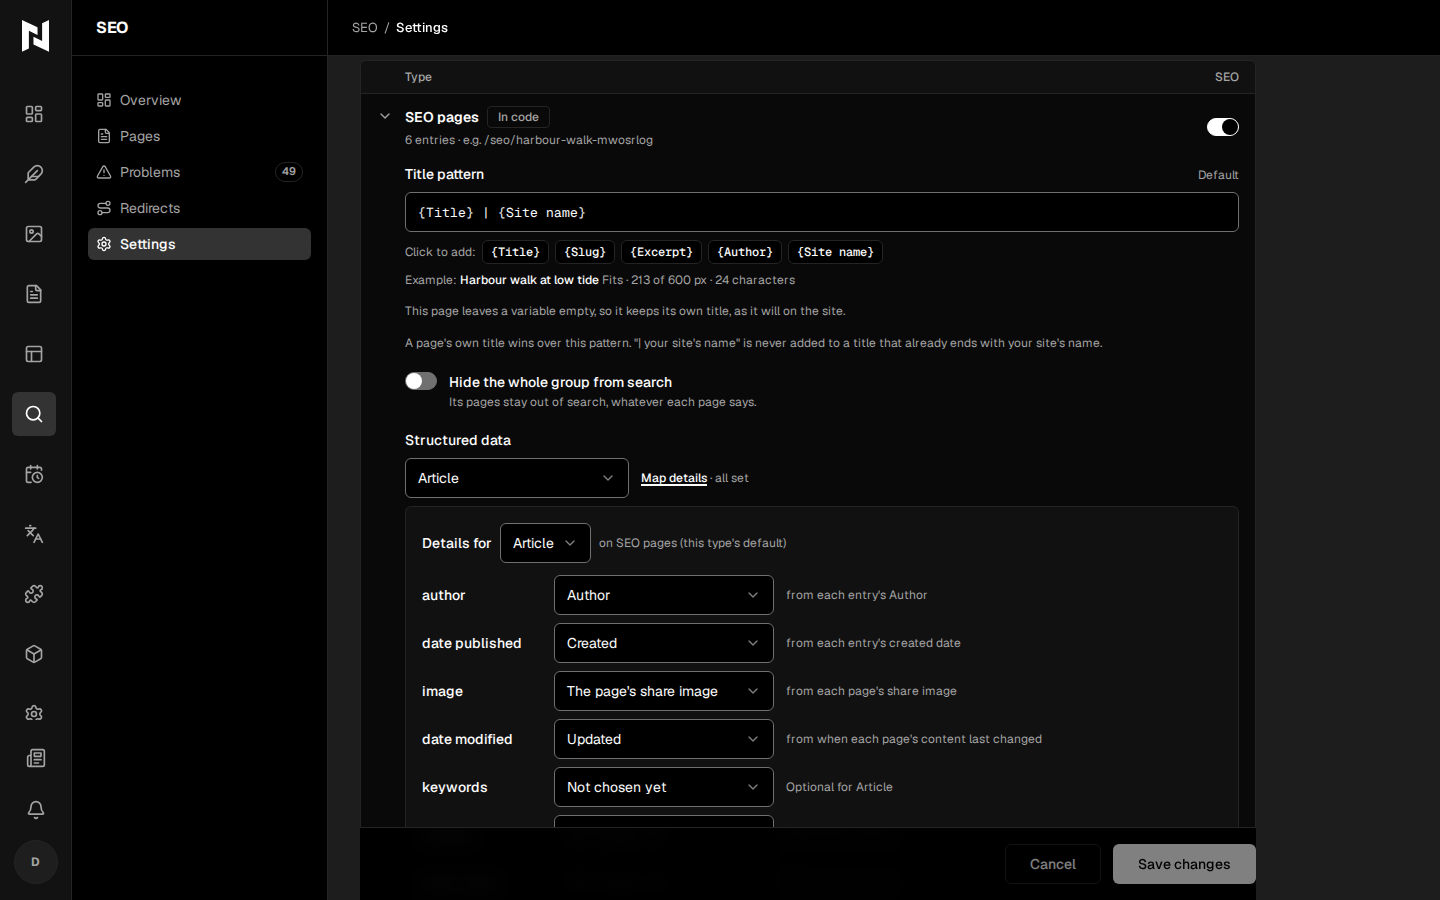 SEO
SEO / Settings
Overview
Pages
Problems 49
Redirects
Settings
Type SEO
SEO pages In code
6 entries · e.g. /seo/harbour-walk-mwosrlog
Title pattern Default
{Title} | {Site name}
Click to add: {Title} {Slug} {Excerpt} {Author} {Site name}
Example: Harbour walk at low tide Fits · 213 of 600 px · 24 characters
This page leaves a variable empty, so it keeps its own title, as it will on the site.
A page's own title wins over this pattern. "| your site's name" is never added to a title that already ends with your site's name.
Hide the whole group from search
Its pages stay out of search, whatever each page says.
Structured data
Article Map details · all set
Details for Article on SEO pages (this type's default)
author Author from each entry's Author
date published Created from each entry's created date
image The page's share image from each page's share image
date modified Updated from when each page's content last changed
keywords Not chosen yet Optional for Article
Cancel Save changes
D